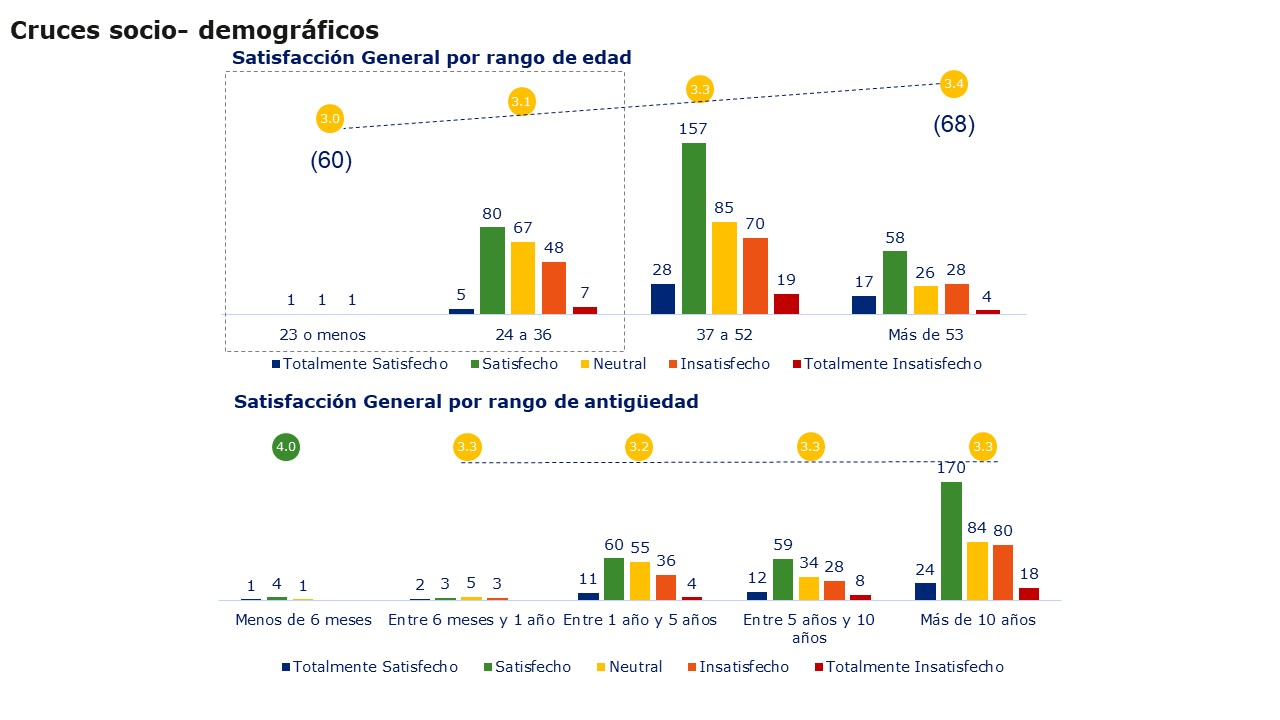 Cruces socio- demográficos
Satisfacción General por rango de edad
3.0
3.1
3.3
3.4
(60)
(68)
1 1 1
5 80 67 48 7
28 157 85 70 19
17 58 26 28 4
23 o menos 24 a 36 37 a 52 Más de 53
Totalmente Satisfecho Satisfecho Neutral Insatisfecho Totalmente Insatisfecho
Satisfacción General por rango de antigüedad
4.0 3.3 3.2 3.3 3.3
1 4 1
2 3 5 3
11 60 55 36 4
12 59 34 28 8
24 170 84 80 18
Menos de 6 meses Entre 6 meses y 1 año Entre 1 año y 5 años Entre 5 años y 10 Más de 10 años
años
Totalmente Satisfecho Satisfecho Neutral Insatisfecho Totalmente Insatisfecho